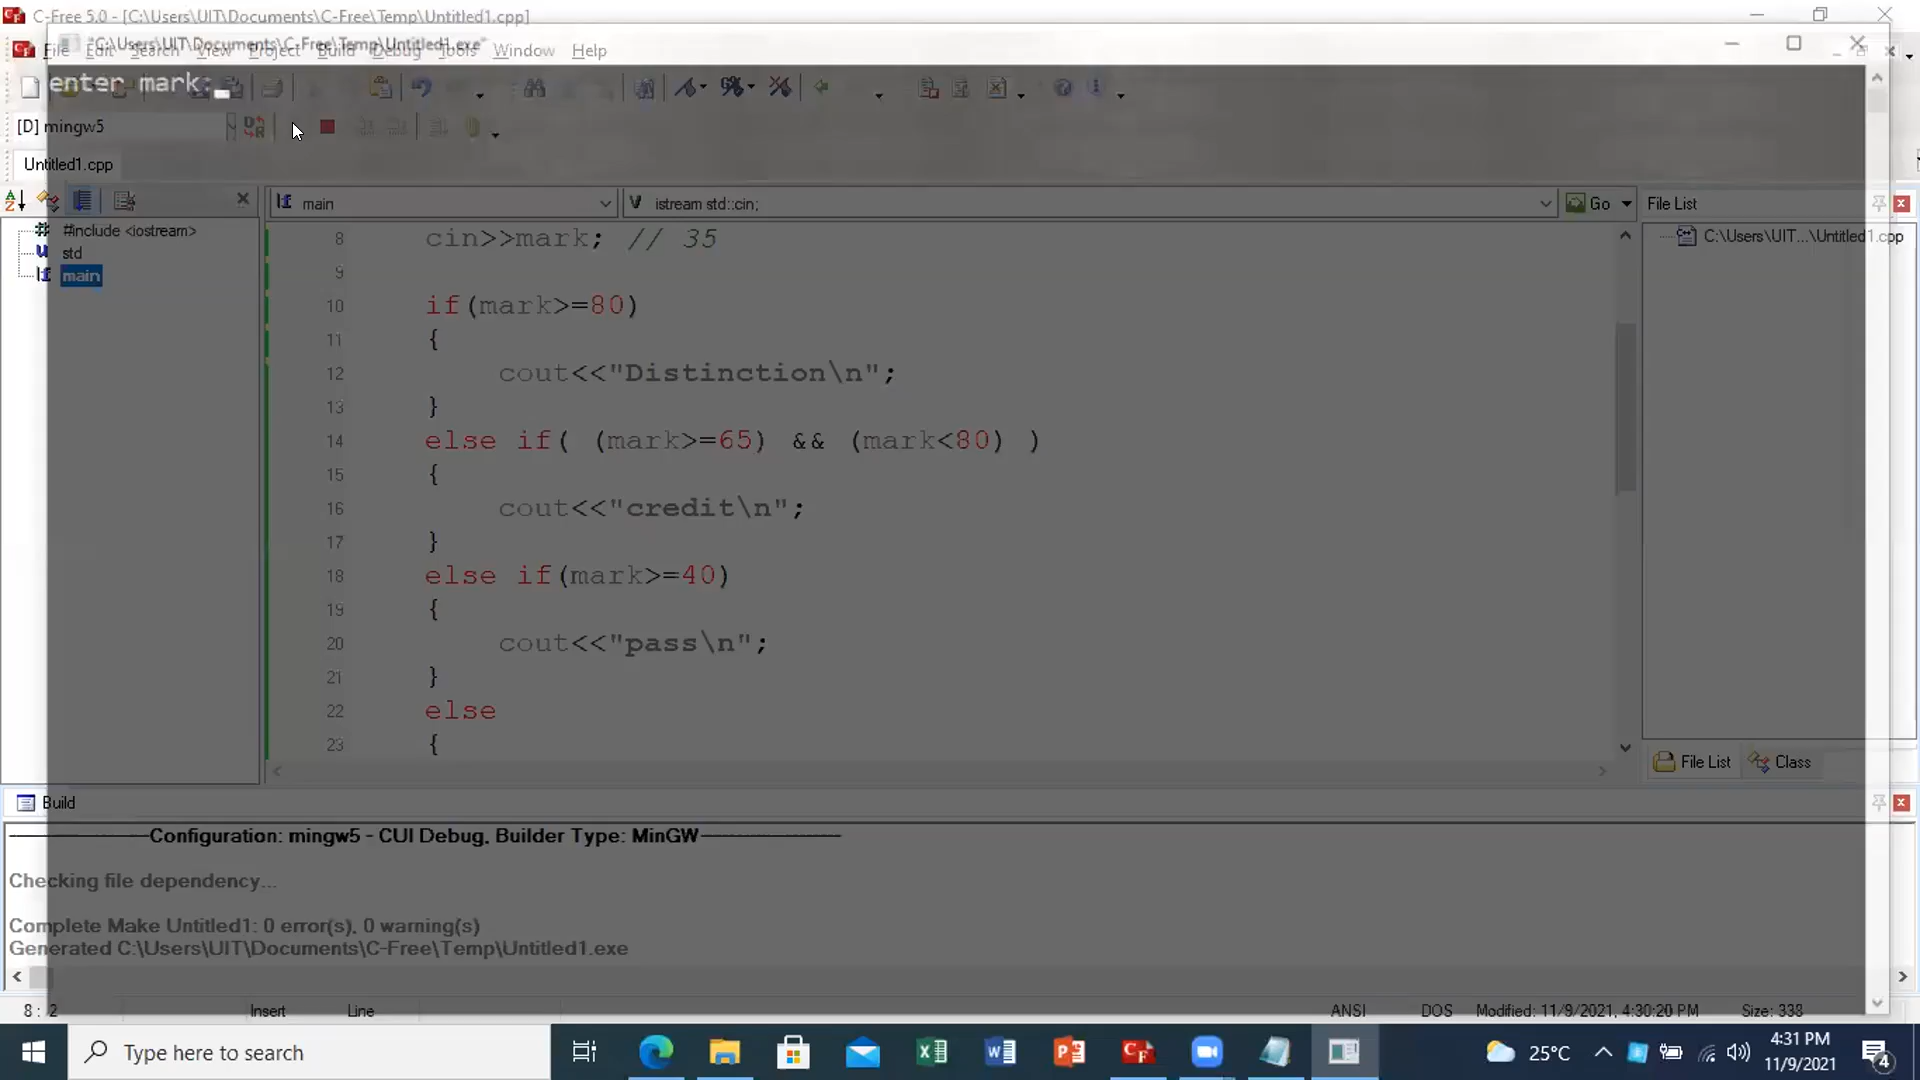 C-Free 5.0 - [C:\Users\UIT\Documents\C-Free\Temp\Untitled1.cpp]
"C:\Users\UIT\Documents\C-Free\Temp\Untitled1.exe"
File Edit Search View Project Build Debug Tools Window Help
enter mark:
[D] mingw5
Untitled1.cpp
main
istream std::cin;
Go
File List
#include <iostream>
std
main
C:\Users\UIT...\Untitled1.cpp
8 cin>>mark; // 35
9
10 if(mark>=80)
11 {
12 cout<<"Distinction\n";
13 }
14 else if( (mark>=65) && (mark<80) )
15 {
16 cout<<"credit\n";
17 }
18 else if(mark>=40)
19 {
20 cout<<"pass\n";
21 }
22 else
23 {
File List Class
Build
Configuration: mingw5 - CUI Debug, Builder Type: MinGW
Checking file dependency...
Complete Make Untitled1: 0 error(s), 0 warning(s)
Generated C:\Users\UIT\Documents\C-Free\Temp\Untitled1.exe
8 : 2 Insert Line ANSI DOS Modified: 11/9/2021, 4:30:20 PM Size: 338
Type here to search
25°C
4:31 PM
11/9/2021
4